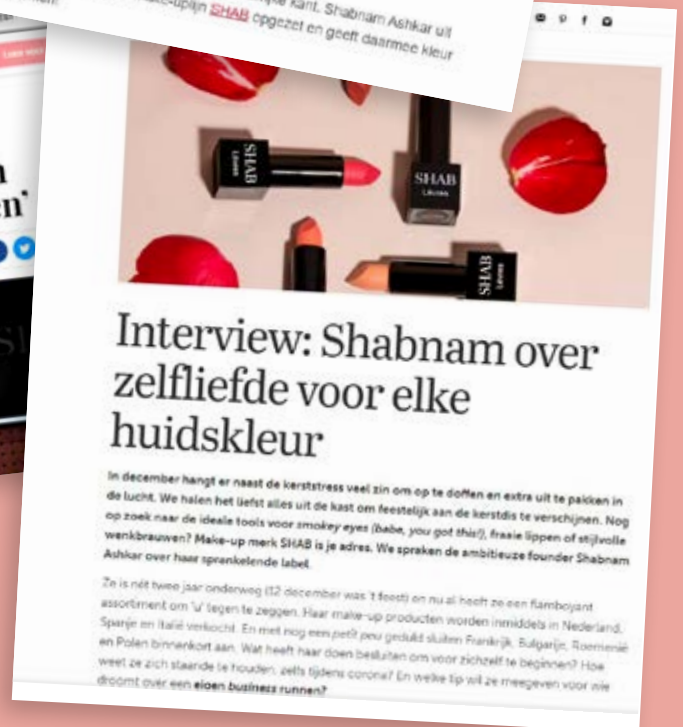 kant. Shabnam Ashkar uit
SHAB opgezet en geeft daarmee kleur
SHAB
Lèvres
SHAB
Lèvres
SHAB
Lèvres
Interview: Shabnam over
zelfliefde voor elke
huidskleur
In december hangt er naast de kerststress veel zin om op te doffen en extra uit te pakken in
de lucht. We halen het liefst alles uit de kast om feestelijk aan de kerstdis te verschijnen. Nog
op zoek naar de ideale tools voor smokey eyes (babe, you got this!), fraaie lippen of stijlvolle
wenkbrauwen? Make-up merk SHAB is je adres. We spraken de ambitieuze founder Shabnam
Ashkar over haar sprankelende label.
Ze is nét twee jaar onderweg (12 december was 't feest) en nu al heeft ze een flamboyant
assortiment om 'u' tegen te zeggen. Haar make-up producten worden inmiddels in Nederland,
Spanje en Italië verkocht. En met nog een petit peu geduld sluiten Frankrijk, Bulgarije, Roemenië
en Polen binnenkort aan. Wat heeft haar doen besluiten om voor zichzelf te beginnen? Hoe
weet ze zich staande te houden, zelfs tijdens corona? En welke tip wil ze meegeven voor wie
droomt over een eigen business runnen?